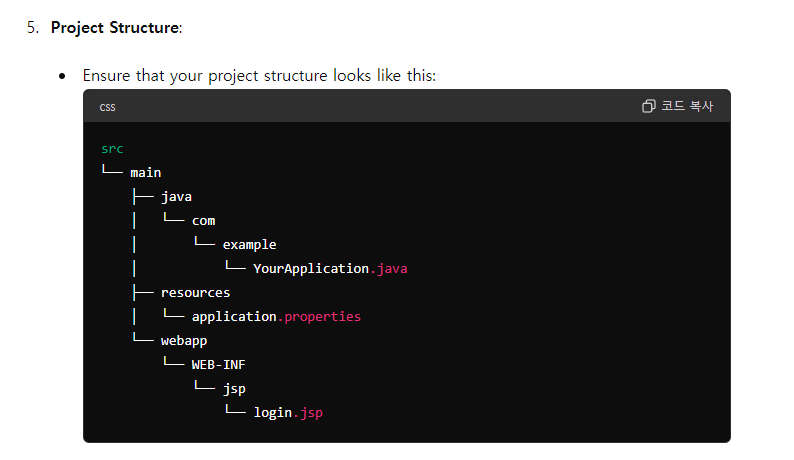 5. Project Structure:
• Ensure that your project structure looks like this:
css 코드 복사
src
└── main
    ├── java
    │   └── com
    │       └── example
    │           └── YourApplication.java
    ├── resources
    │   └── application.properties
    └── webapp
        └── WEB-INF
            └── jsp
                └── login.jsp